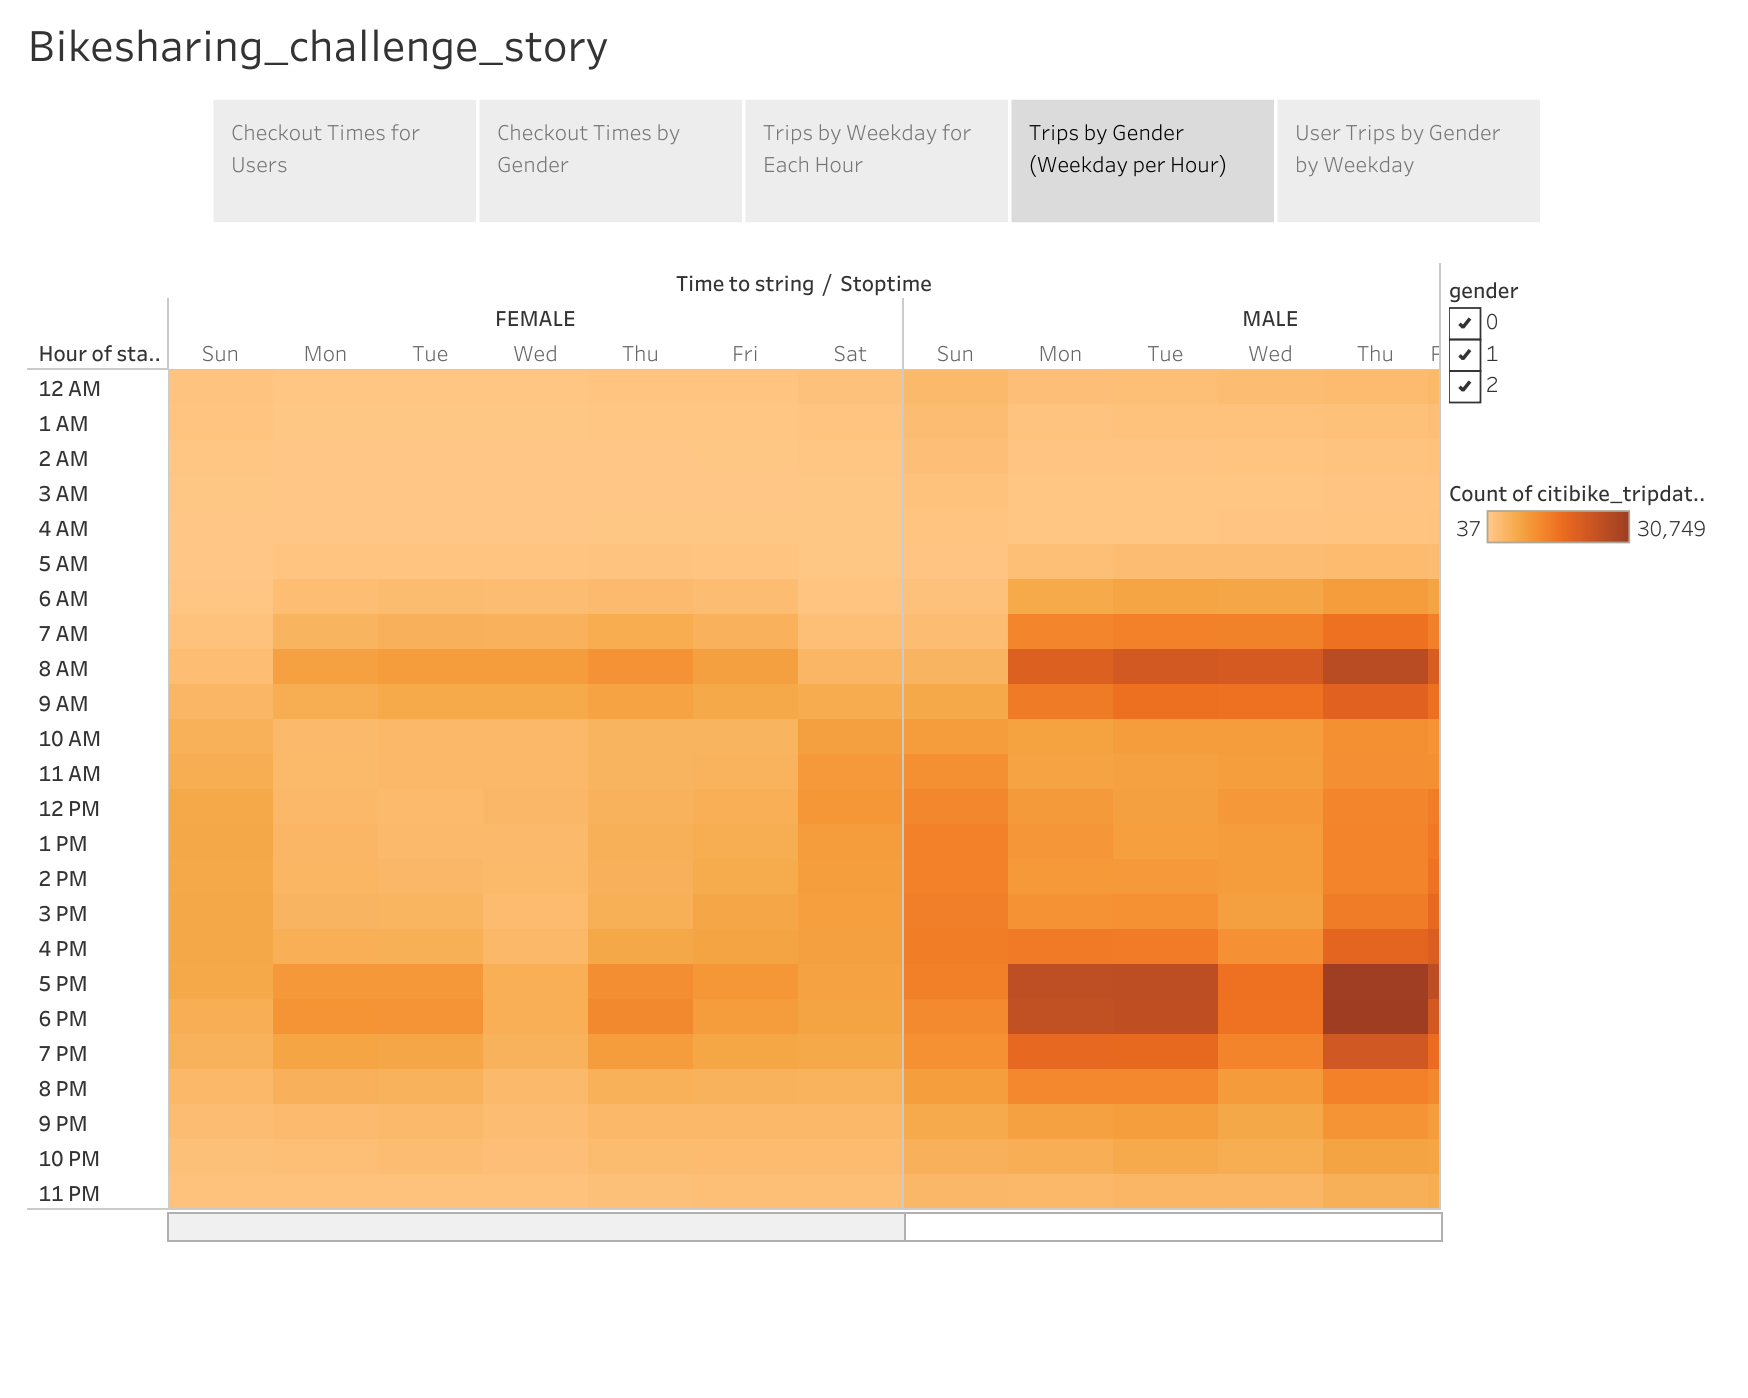 Bikesharing_challenge_story
Checkout Times for
Users
Checkout Times by
Gender
Trips by Weekday for
Each Hour
Trips by Gender
(Weekday per Hour)
User Trips by Gender
by Weekday
Time to string / Stoptime
FEMALE MALE
Hour of sta.. Sun Mon Tue Wed Thu Fri Sat Sun Mon Tue Wed Thu
12 AM
1 AM
2 AM
3 AM
4 AM
5 AM
6 AM
7 AM
8 AM
9 AM
10 AM
11 AM
12 PM
1 PM
2 PM
3 PM
4 PM
5 PM
6 PM
7 PM
8 PM
9 PM
10 PM
11 PM
gender
0
1
2
Count of citibike_tripdat..
37 30,749